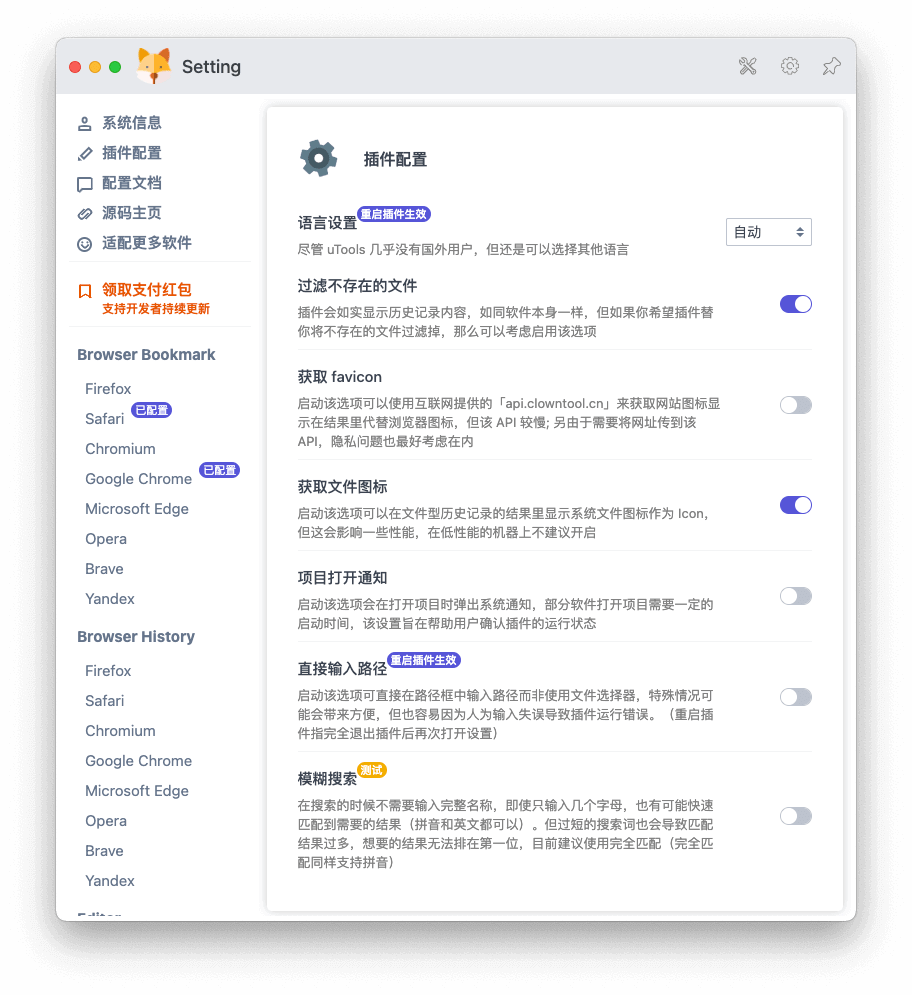 Setting
系统信息
插件配置
配置文档
源码主页
适配更多软件
领取支付红包
支持开发者持续更新
Browser Bookmark
Firefox
Safari 已配置
Chromium
Google Chrome 已配置
Microsoft Edge
Opera
Brave
Yandex
Browser History
Firefox
Safari
Chromium
Google Chrome
Microsoft Edge
Opera
Brave
Yandex
插件配置
语言设置 重启插件生效
尽管 uTools 几乎没有国外用户，但还是可以选择其他语言
自动
过滤不存在的文件
插件会如实显示历史记录内容，如同软件本身一样，但如果你希望插件替
你将不存在的文件过滤掉，那么可以考虑启用该选项
获取 favicon
启动该选项可以使用互联网提供的「api.clowntool.cn」来获取网站图标显
示在结果里代替浏览器图标，但该 API 较慢; 另由于需要将网址传到该
API，隐私问题也最好考虑在内
获取文件图标
启动该选项可以在文件型历史记录的结果里显示系统文件图标作为 Icon，
但这会影响一些性能，在低性能的机器上不建议开启
项目打开通知
启动该选项会在打开项目时弹出系统通知，部分软件打开项目需要一定的
启动时间，该设置旨在帮助用户确认插件的运行状态
直接输入路径 重启插件生效
启动该选项可直接在路径框中输入路径而非使用文件选择器，特殊情况可
能会带来方便，但也容易因为人为输入失误导致插件运行错误。（重启插
件指完全退出插件后再次打开设置）
模糊搜索 测试
在搜索的时候不需要输入完整名称，即使只输入几个字母，也有可能快速
匹配到需要的结果（拼音和英文都可以）。但过短的搜索词也会导致匹配
结果过多，想要的结果无法排在第一位，目前建议使用完全匹配（完全匹
配同样支持拼音）